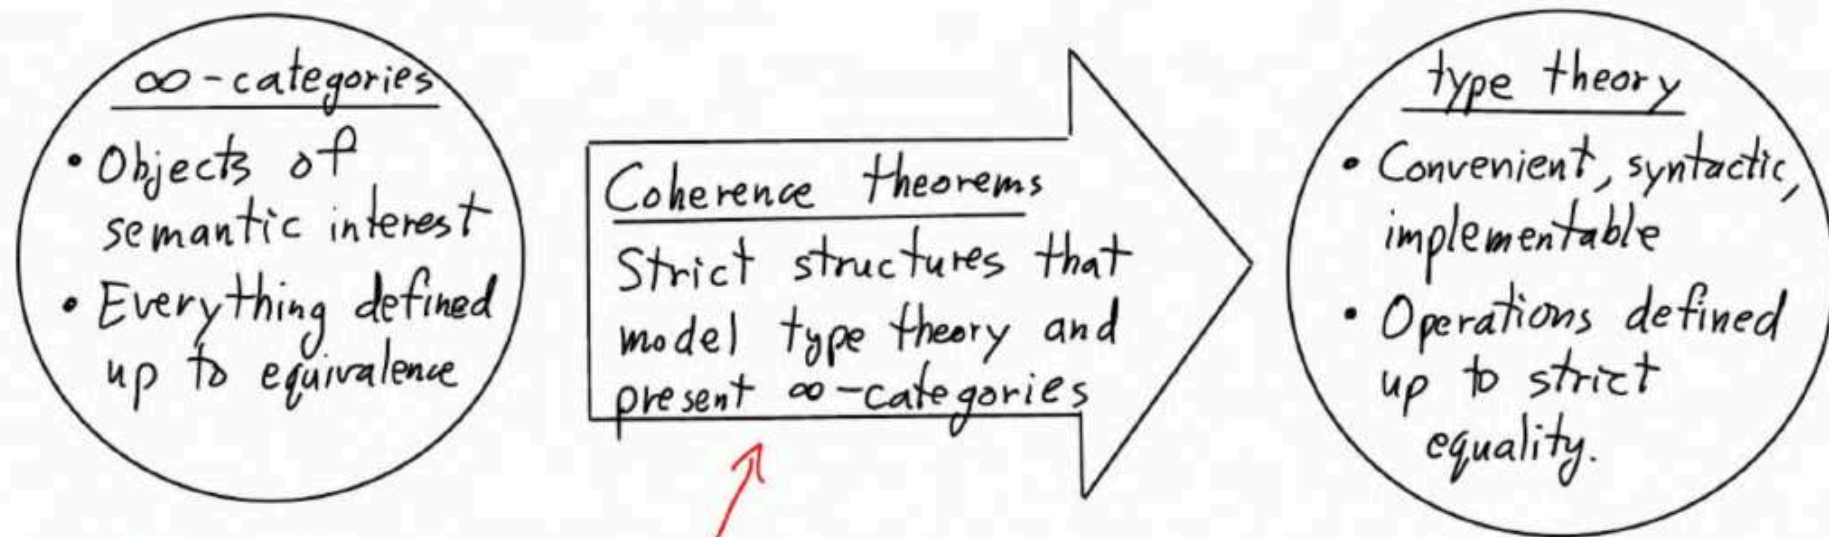 ∞-categories
• Objects of
semantic interest
• Everything defined
up to equivalence
Coherence theorems
Strict structures that
model type theory and
present ∞-categories
type theory
• Convenient, syntactic,
implementable
• Operations defined
up to strict
equality.